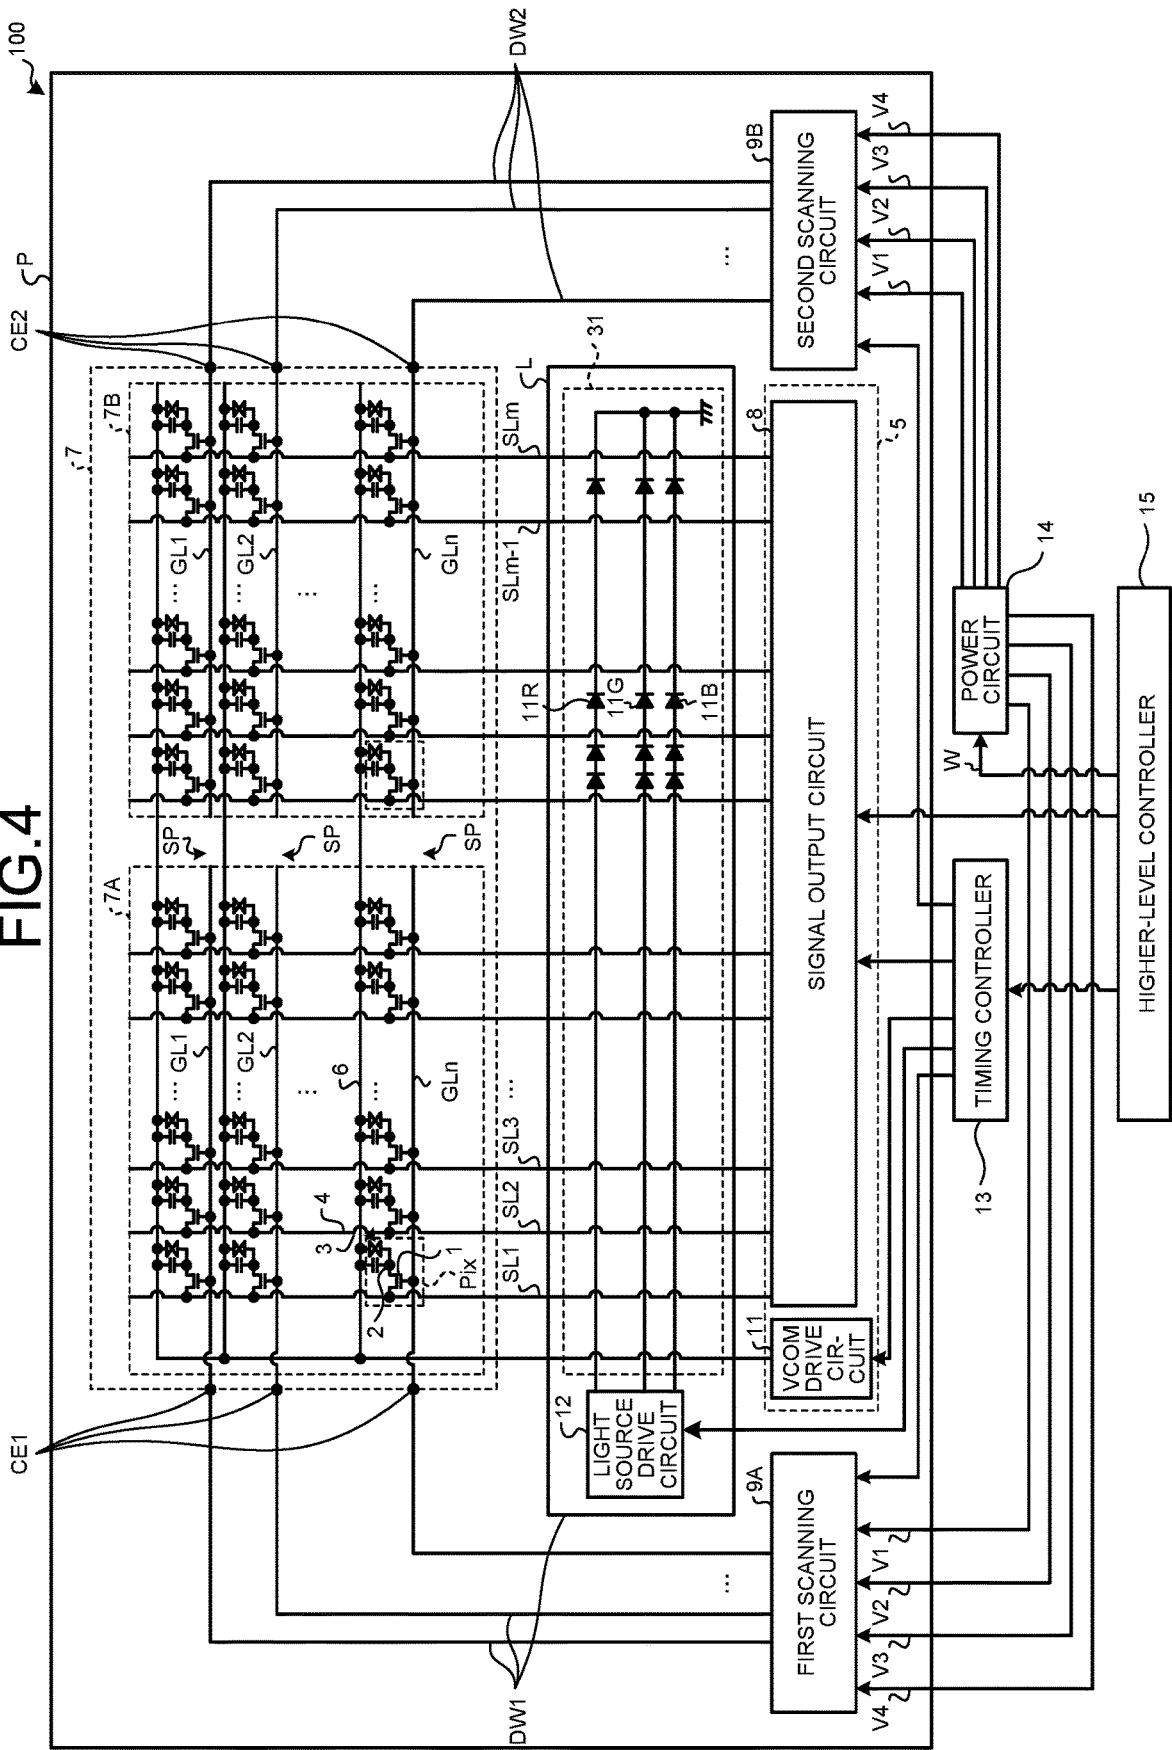 FIG.4
100
P
CE2
DW2
7
7A
7B
SP
SP
SP
GL1
GL2
GLn
GL1
GL2
GLn
...
...
...
...
...
...
6
3
4
2
1
Pix
CE1
SL1
SL2
SL3
...
SLm-1
SLm
L
31
11R
11G
11B
12
LIGHT
SOURCE
DRIVE
CIRCUIT
DW1
...
...
9A
FIRST SCANNING
CIRCUIT
11
VCOM
DRIVE
CIR-
CUIT
8
SIGNAL OUTPUT CIRCUIT
5
9B
SECOND SCANNING
CIRCUIT
V4
V3
V2
V1
V1
V2
V3
V4
13
TIMING CONTROLLER
W
POWER
CIRCUIT
14
HIGHER-LEVEL CONTROLLER
15